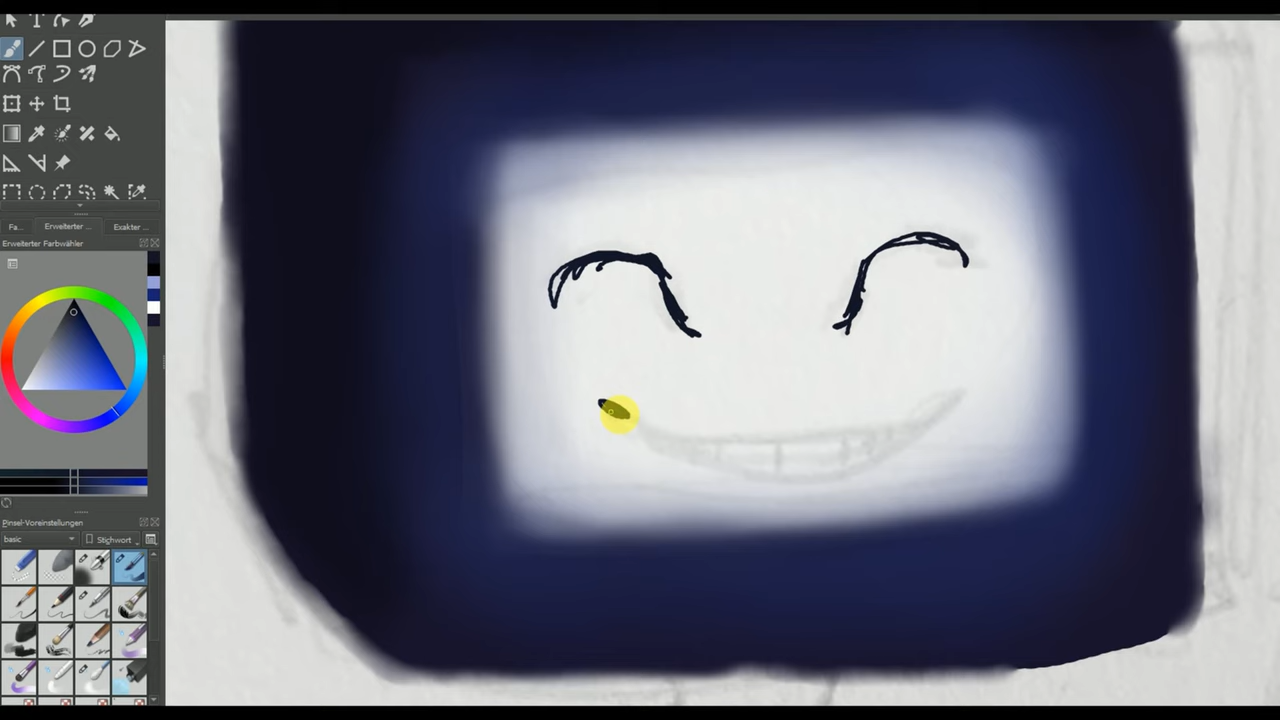 Fa...
Erweiterter ...
Exakter ...
Erweiterter Farbwähler
Pinsel-Voreinstellungen
basic
Stichwort